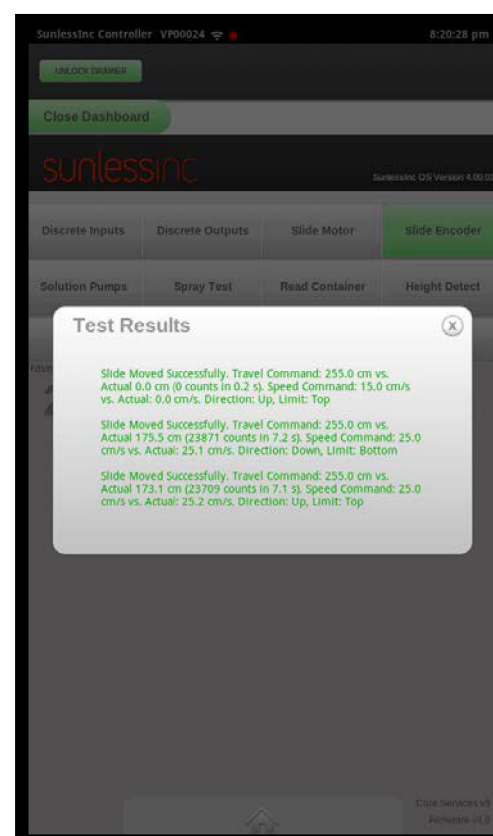 SunlessInc Controller VP00024 8:20:28 pm
UNLOCK DRAWER
Close Dashboard
sunlessinc
SunlessInc OS Version 4.00.02
Discrete Inputs Discrete Outputs Slide Motor Slide Encoder
Solution Pumps Spray Test Read Container Height Detect
Test Results
Slide Moved Successfully. Travel Command: 255.0 cm vs.
Actual 0.0 cm (0 counts in 0.2 s). Speed Command: 15.0 cm/s
vs. Actual: 0.0 cm/s. Direction: Up, Limit: Top
Slide Moved Successfully. Travel Command: 255.0 cm vs.
Actual 175.5 cm (23871 counts in 7.2 s). Speed Command: 25.0
cm/s vs. Actual: 25.1 cm/s. Direction: Down, Limit: Bottom
Slide Moved Successfully. Travel Command: 255.0 cm vs.
Actual 173.1 cm (23709 counts in 7.1 s). Speed Command: 25.0
cm/s vs. Actual: 25.2 cm/s. Direction: Up, Limit: Top
Core Services v3
Firmware v4.0